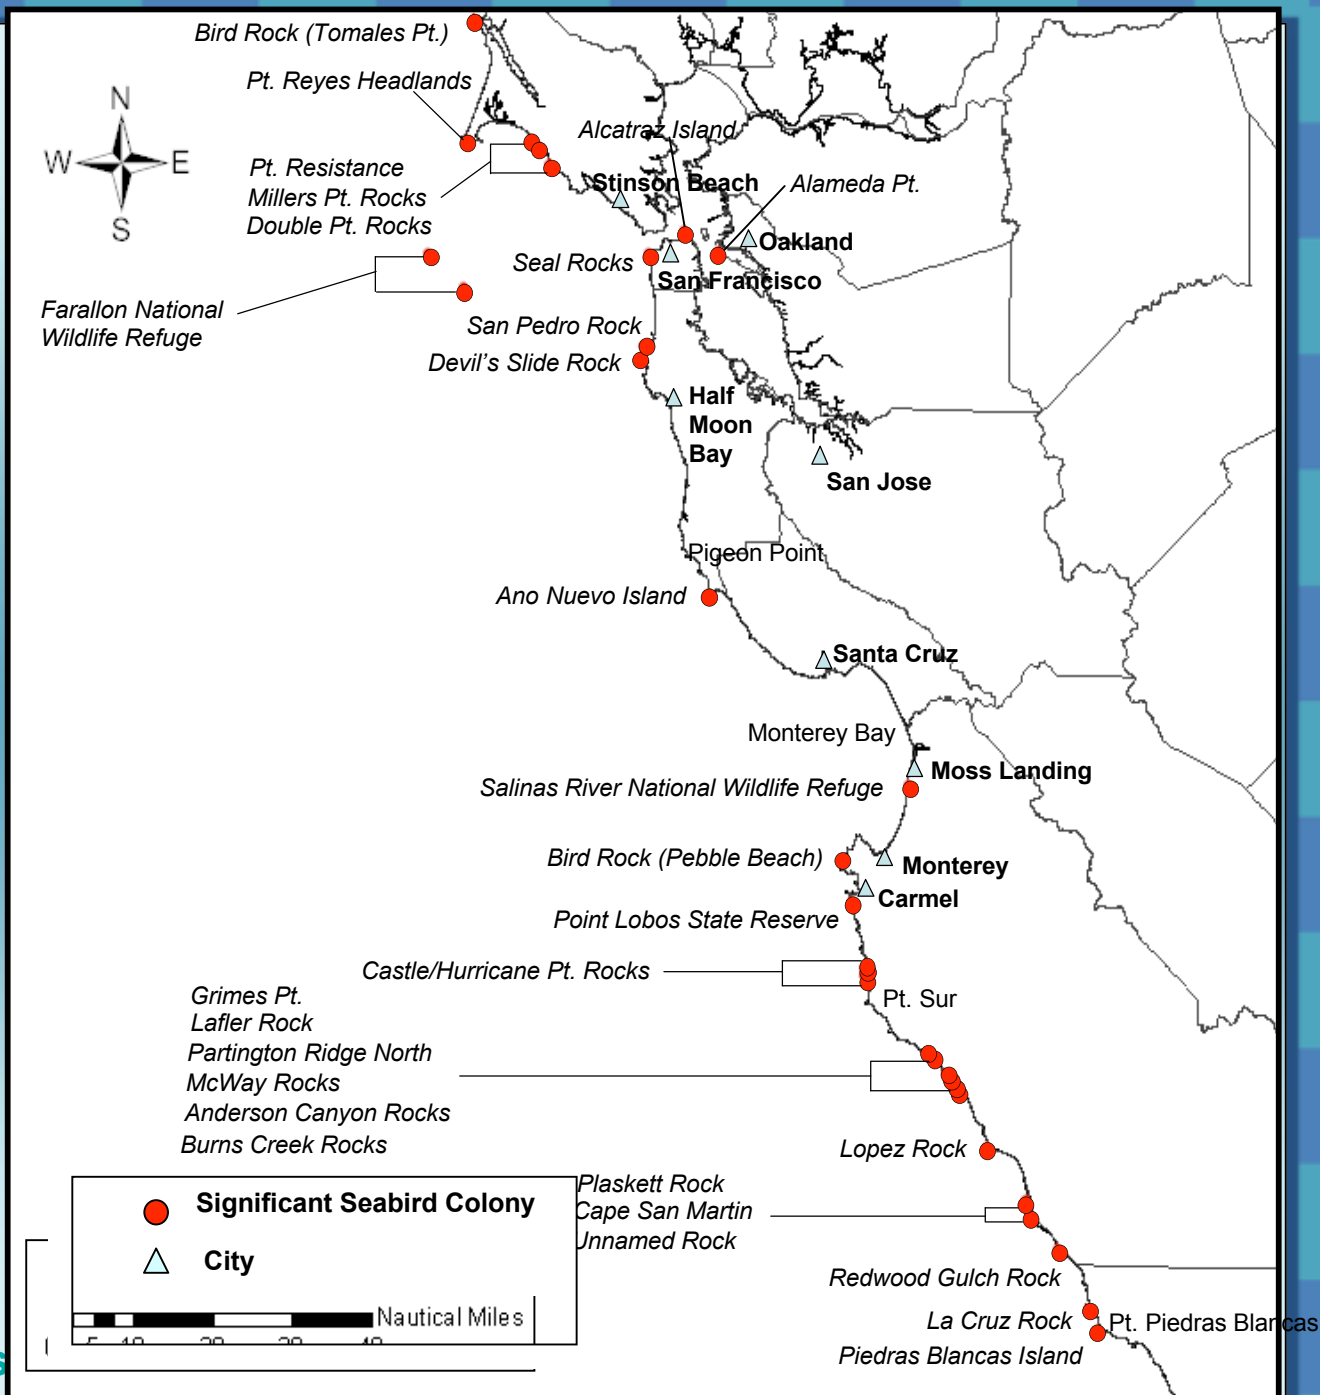 Bird Rock (Tomales Pt.)
Pt. Reyes Headlands
N
W
E
S
Alcatraz Island
Pt. Resistance
Millers Pt. Rocks
Double Pt. Rocks
Stinson Beach
Alameda Pt.
Oakland
Seal Rocks
San Francisco
Farallon National
Wildlife Refuge
San Pedro Rock
Devil's Slide Rock
Half
Moon
Bay
San Jose
Pigeon Point
Ano Nuevo Island
Santa Cruz
Monterey Bay
Moss Landing
Salinas River National Wildlife Refuge
Bird Rock (Pebble Beach)
Monterey
Carmel
Point Lobos State Reserve
Castle/Hurricane Pt. Rocks
Pt. Sur
Grimes Pt.
Lafler Rock
Partington Ridge North
McWay Rocks
Anderson Canyon Rocks
Burns Creek Rocks
Lopez Rock
Plaskett Rock
Cape San Martin
Unnamed Rock
Redwood Gulch Rock
La Cruz Rock
Pt. Piedras Blancas
Piedras Blancas Island
Significant Seabird Colony
City
Nautical Miles